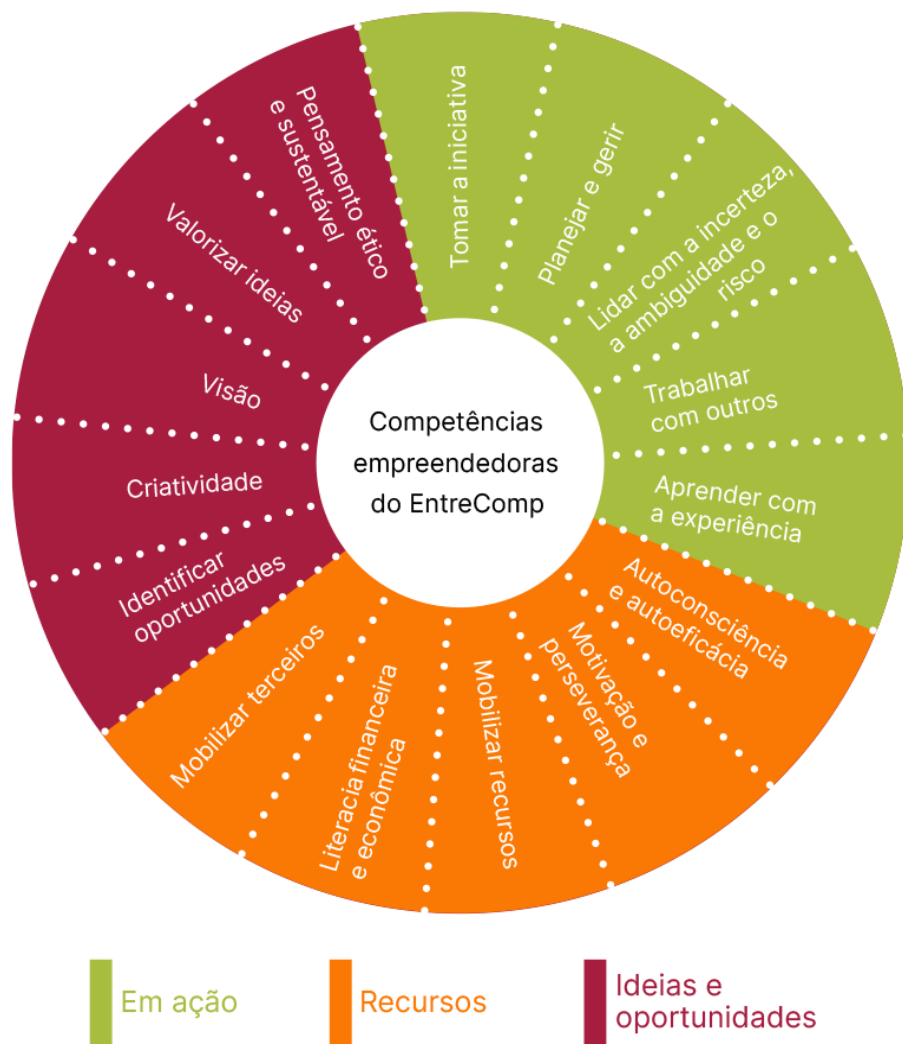 Competências
empreendedoras
do EntreComp
Tomar a iniciativa
Planejar e gerir
Lidar com a incerteza,
a ambiguidade e o
risco
Trabalhar
com outros
Aprender com
a experiência
Autoconsciência
e autoeficácia
Motivação e
perseverança
Mobilizar recursos
Literacia financeira
e econômica
Mobilizar terceiros
Identificar
oportunidades
Criatividade
Visão
Valorizar ideias
Pensamento ético
e sustentável
Em ação
Recursos
Ideias e
oportunidades